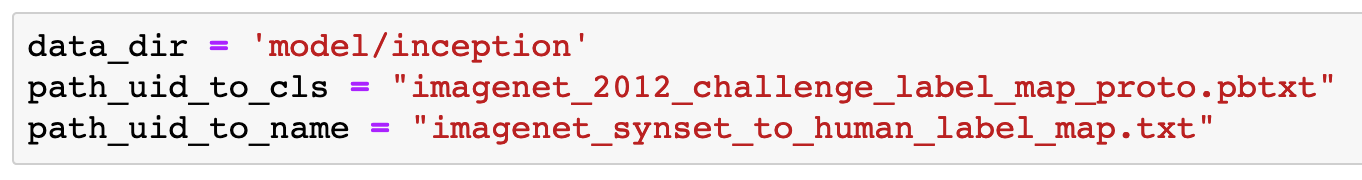 data_dir = 'model/inception'
path_uid_to_cls = "imagenet_2012_challenge_label_map_proto.pbtxt"
path_uid_to_name = "imagenet_synset_to_human_label_map.txt"